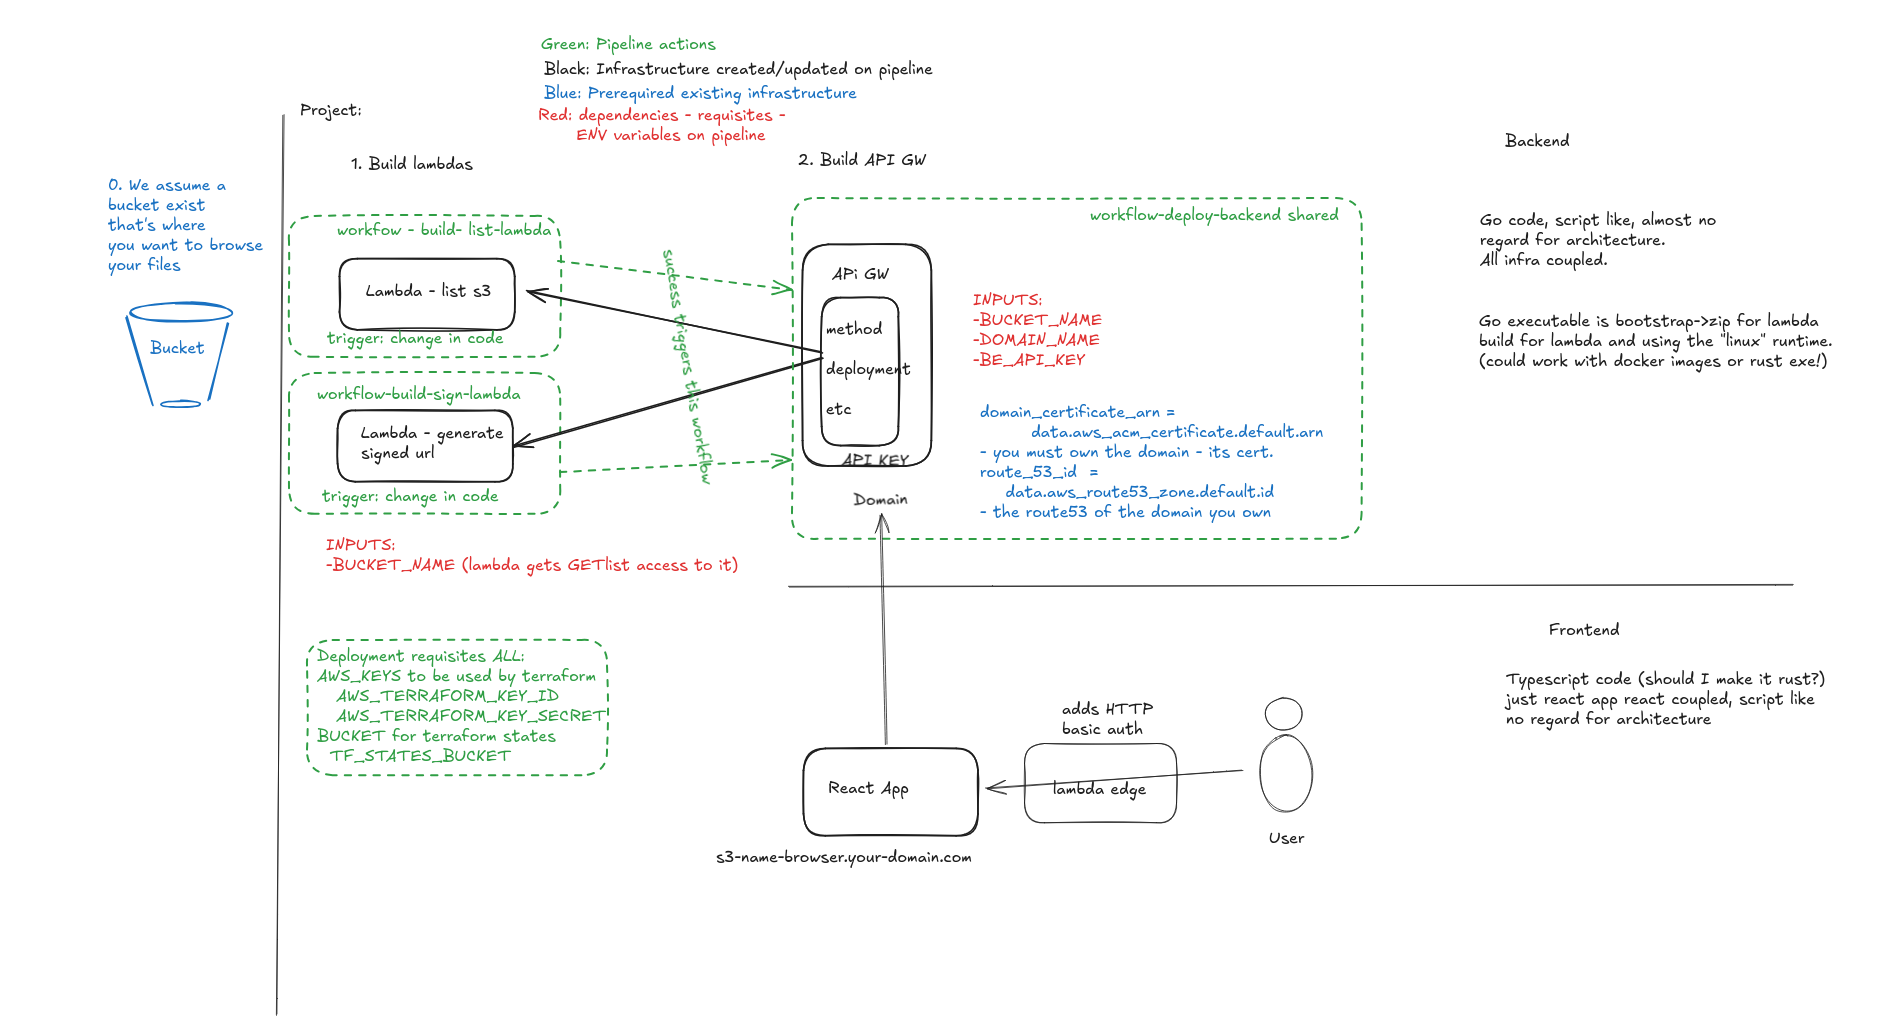 Green: Pipeline actions
Black: Infrastructure created/updated on pipeline
Blue: Prerequired existing infrastructure
Red: dependencies - requisites -
ENV variables on pipeline
Project:
1. Build lambdas
2. Build API GW
Backend
0. We assume a
bucket exist
that's where
you want to browse
your files
Bucket
workfow - build- list-lambda
Lambda - list s3
trigger: change in code
workflow-build-sign-lambda
Lambda - generate
signed url
trigger: change in code
INPUTS:
-BUCKET_NAME (lambda gets GETlist access to it)
success triggers this workflow
workflow-deploy-backend shared
APi GW
method
deployment
etc
API KEY
Domain
INPUTS:
-BUCKET_NAME
-DOMAIN_NAME
-BE_API_KEY
domain_certificate_arn =
data.aws_acm_certificate.default.arn
- you must own the domain - its cert.
route_53_id =
data.aws_route53_zone.default.id
- the route53 of the domain you own
Go code, script like, almost no
regard for architecture.
All infra coupled.
Go executable is bootstrap->zip for lambda
build for lambda and using the "linux" runtime.
(could work with docker images or rust exe!)
Deployment requisites ALL:
AWS_KEYS to be used by terraform
AWS_TERRAFORM_KEY_ID
AWS_TERRAFORM_KEY_SECRET
BUCKET for terraform states
TF_STATES_BUCKET
Frontend
Typescript code (should I make it rust?)
just react app react coupled, script like
no regard for architecture
adds HTTP
basic auth
lambda edge
React App
User
s3-name-browser.your-domain.com